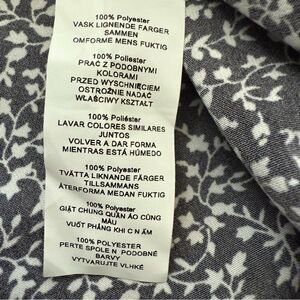 100% Polyester
VASK LIGNENDE FARGER
SAMMEN
OMFORME MENS FUKTIG
100% Poliester
PRAĆ Z PODOBNYMI
KOLORAMI
PRZED WYSCHNIĘCIEM
OSTROŻNIE NADAĆ
WŁAŚCIWY KSZTALT
100% Poliéster
LAVAR COLORES SIMILARES
JUNTOS
VOLVER A DAR FORMA
MIENTRAS ESTÁ HÚMEDO
100% Polyester
TVÄTTA LIKNANDE FÄRGER
TILLSAMMANS
ÅTERFORMA MEDAN FUKTIG
100% Polyester
GIẶT CHUNG QUẦN ÁO CÙNG
MÀU
VUỐT PHẲNG KHI C N ẨM
100% POLYESTER
PERTE SPOLE N PODOBNÉ
BARVY
VYTVARUJTE VLHKÉ